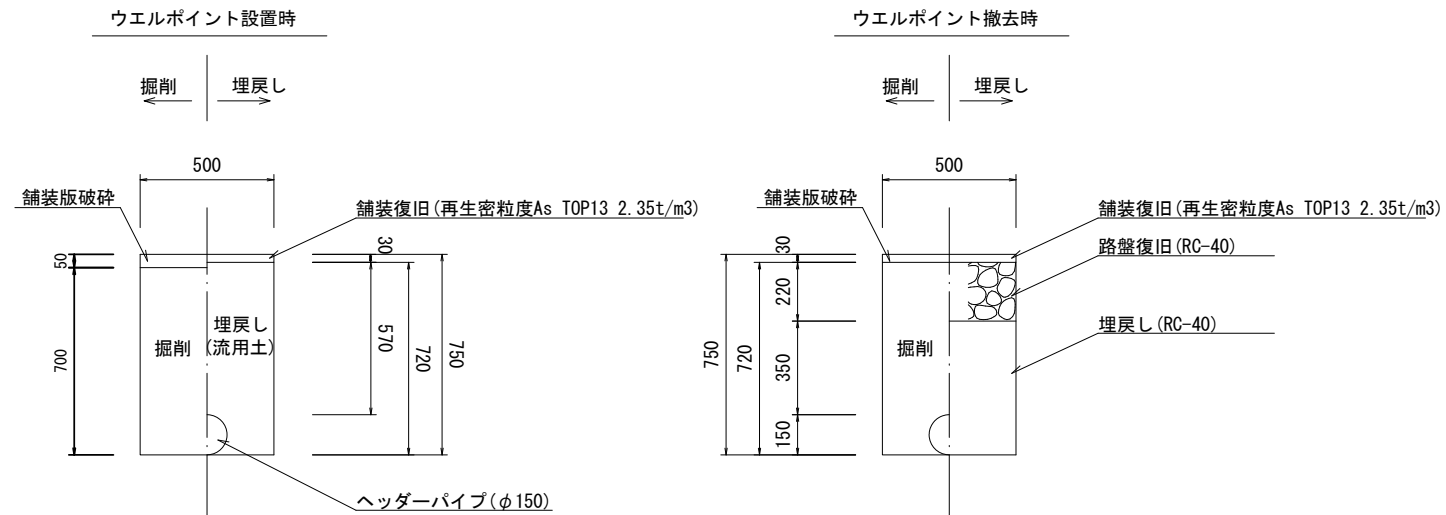 ウエルポイント設置時
掘削
埋戻し
500
舗装版破砕
舗装復旧(再生密粒度As TOP13 2.35t/m3)
50
700
30
570
720
750
掘削
埋戻し
(流用土)
ヘッダーパイプ(φ150)
ウエルポイント撤去時
掘削
埋戻し
500
舗装版破砕
舗装復旧(再生密粒度As TOP13 2.35t/m3)
路盤復旧(RC-40)
埋戻し(RC-40)
750
720
30
220
350
150
掘削